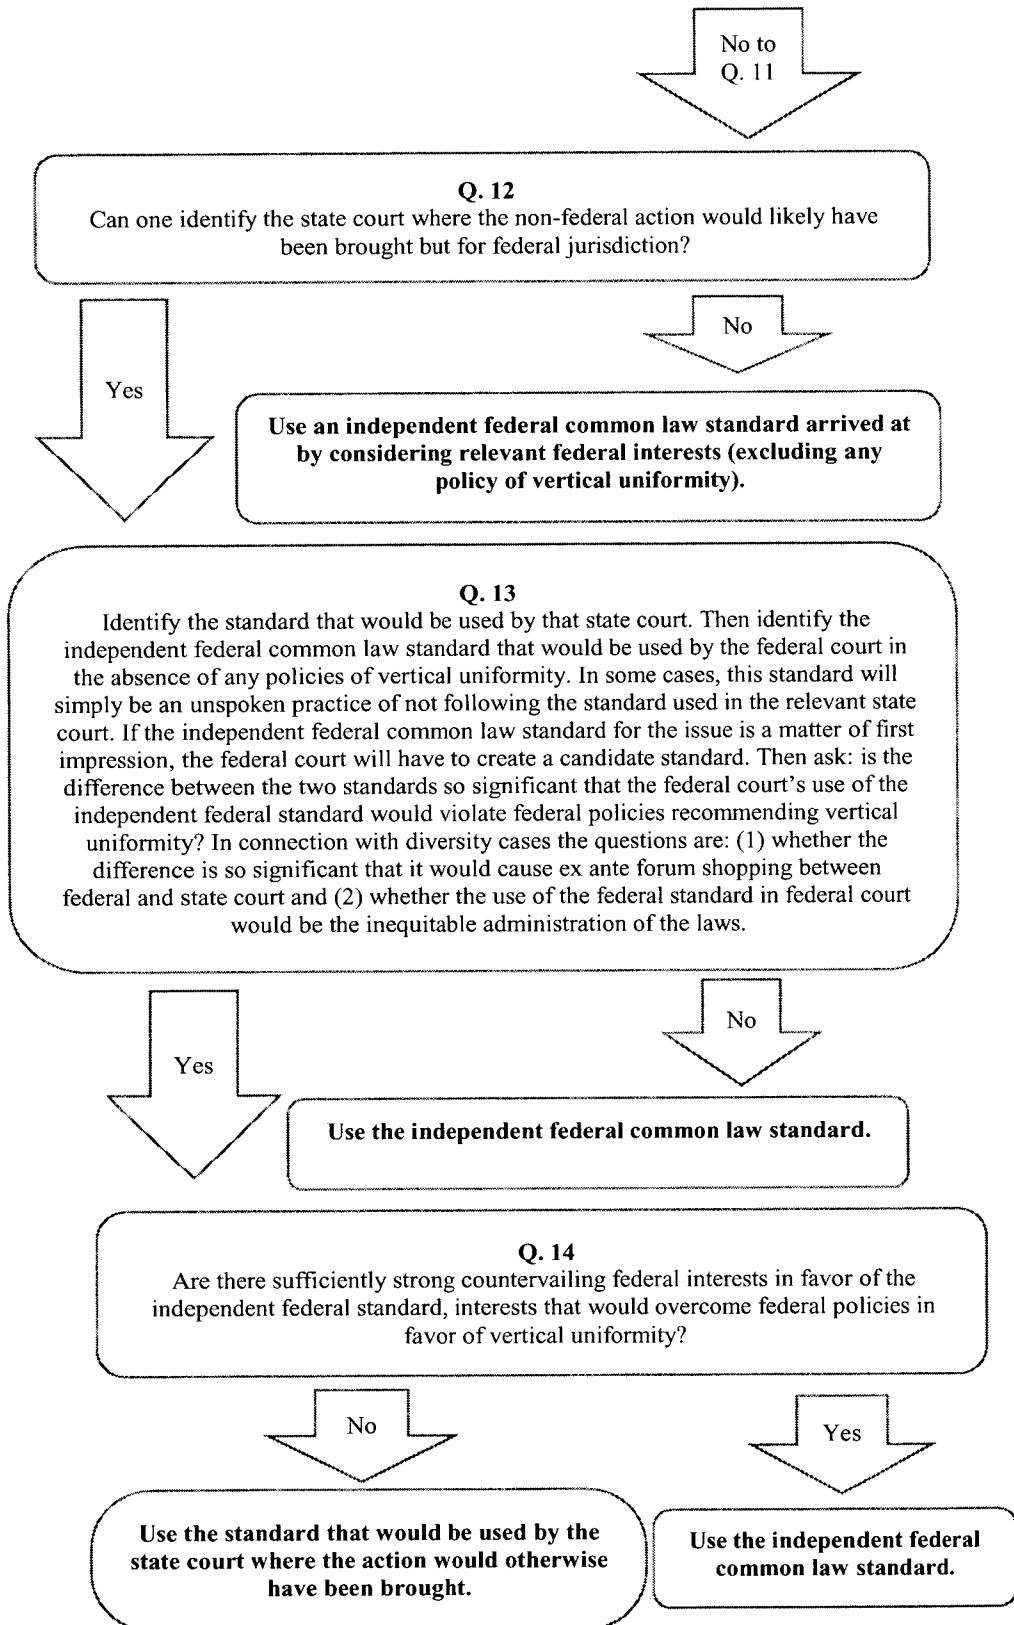 No to
Q. 11
Q. 12
Can one identify the state court where the non-federal action would likely have
been brought but for federal jurisdiction?
Yes
No
Use an independent federal common law standard arrived at
by considering relevant federal interests (excluding any
policy of vertical uniformity).
Q. 13
Identify the standard that would be used by that state court. Then identify the
independent federal common law standard that would be used by the federal court in
the absence of any policies of vertical uniformity. In some cases, this standard will
simply be an unspoken practice of not following the standard used in the relevant state
court. If the independent federal common law standard for the issue is a matter of first
impression, the federal court will have to create a candidate standard. Then ask: is the
difference between the two standards so significant that the federal court's use of the
independent federal standard would violate federal policies recommending vertical
uniformity? In connection with diversity cases the questions are: (1) whether the
difference is so significant that it would cause ex ante forum shopping between
federal and state court and (2) whether the use of the federal standard in federal court
would be the inequitable administration of the laws.
Yes
No
Use the independent federal common law standard.
Q. 14
Are there sufficiently strong countervailing federal interests in favor of the
independent federal standard, interests that would overcome federal policies in
favor of vertical uniformity?
No
Yes
Use the standard that would be used by the
state court where the action would otherwise
have been brought.
Use the independent federal
common law standard.